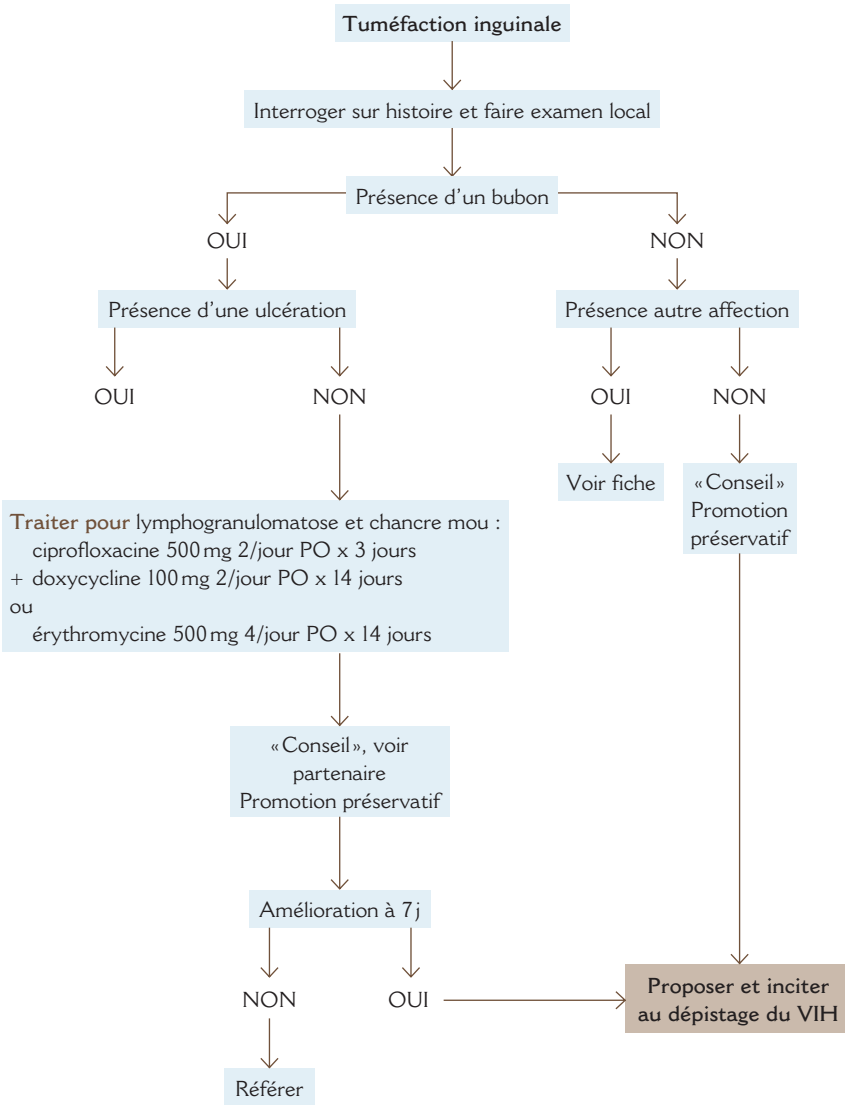 Tuméfaction inguinale
Interroger sur histoire et faire examen local
Présence d’un bubon
OUI
NON
Présence d’une ulcération
Présence autre affection
OUI
NON
OUI
NON
Voir fiche
«Conseil»
Promotion
préservatif
Traiter pour lymphogranulomatose et chancre mou :
ciprofloxacine 500 mg 2/jour PO x 3 jours
+ doxycycline 100 mg 2/jour PO x 14 jours
ou
érythromycine 500 mg 4/jour PO x 14 jours
«Conseil», voir
partenaire
Promotion préservatif
Amélioration à 7 j
NON
OUI
Proposer et inciter
au dépistage du VIH
Référer